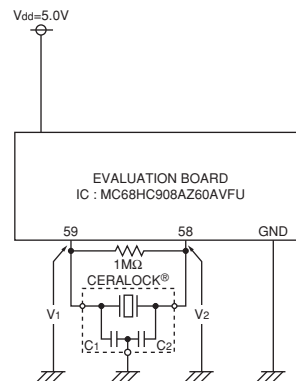 Vdd=5.0V
EVALUATION BOARD
IC : MC68HC908AZ60AVFU
59
58
GND
1MΩ
CERALOCK®
V1
V2
C1
C2